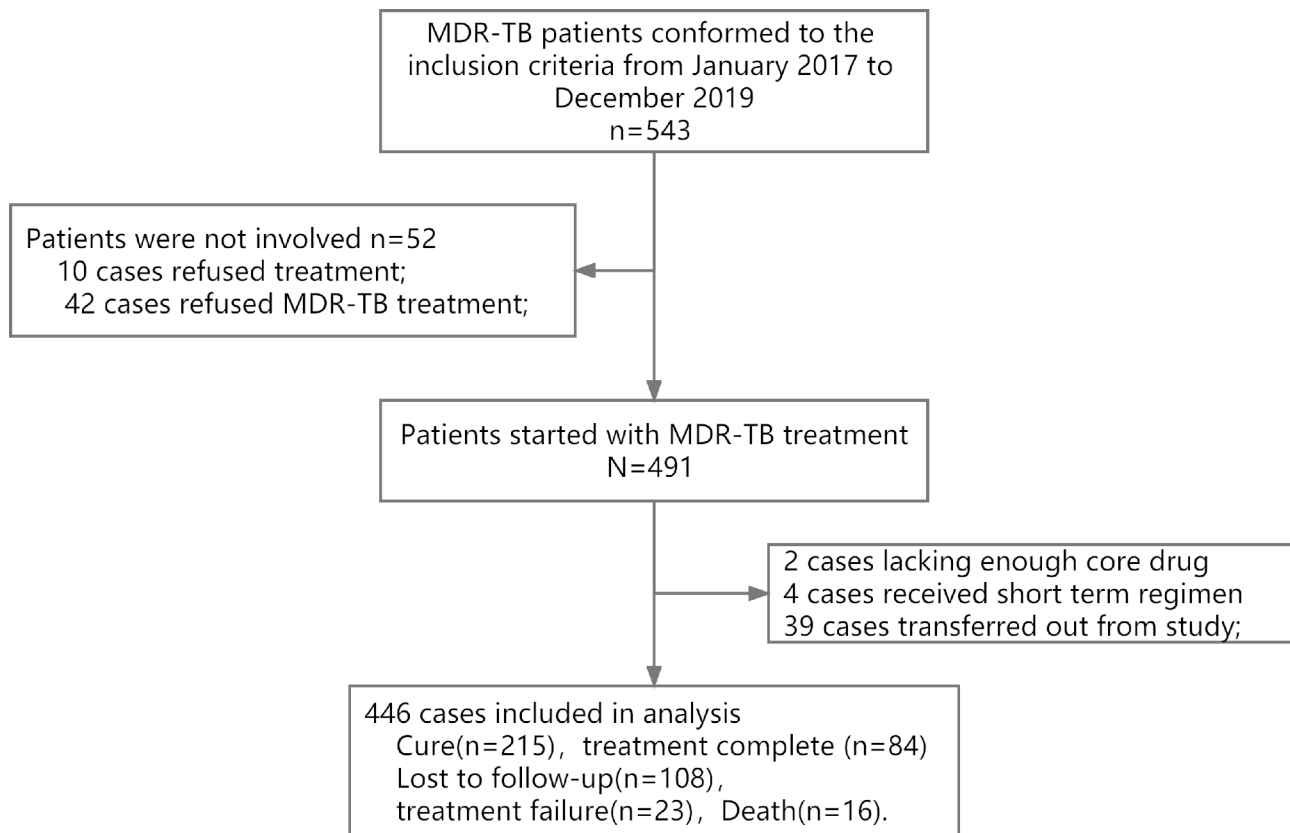 MDR-TB patients conformed to the
inclusion criteria from January 2017 to
December 2019
n=543
Patients were not involved n=52
10 cases refused treatment;
42 cases refused MDR-TB treatment;
Patients started with MDR-TB treatment
N=491
2 cases lacking enough core drug
4 cases received short term regimen
39 cases transferred out from study;
446 cases included in analysis
Cure(n=215), treatment complete (n=84)
Lost to follow-up(n=108),
treatment failure(n=23), Death(n=16).